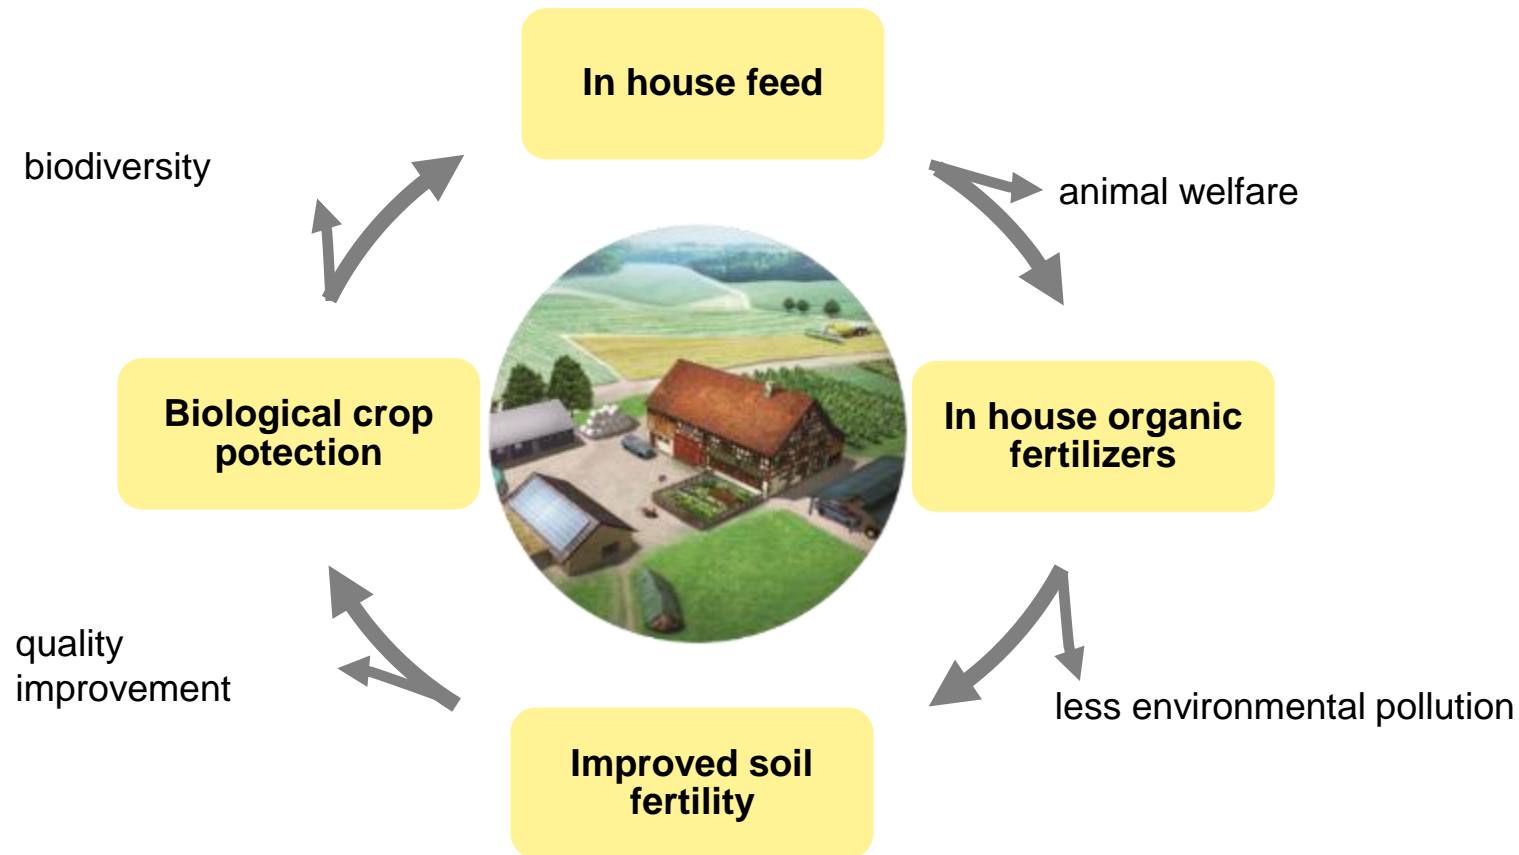 In house feed
biodiversity
animal welfare
Biological crop
potection
In house organic
fertilizers
quality
improvement
less environmental pollution
Improved soil
fertility